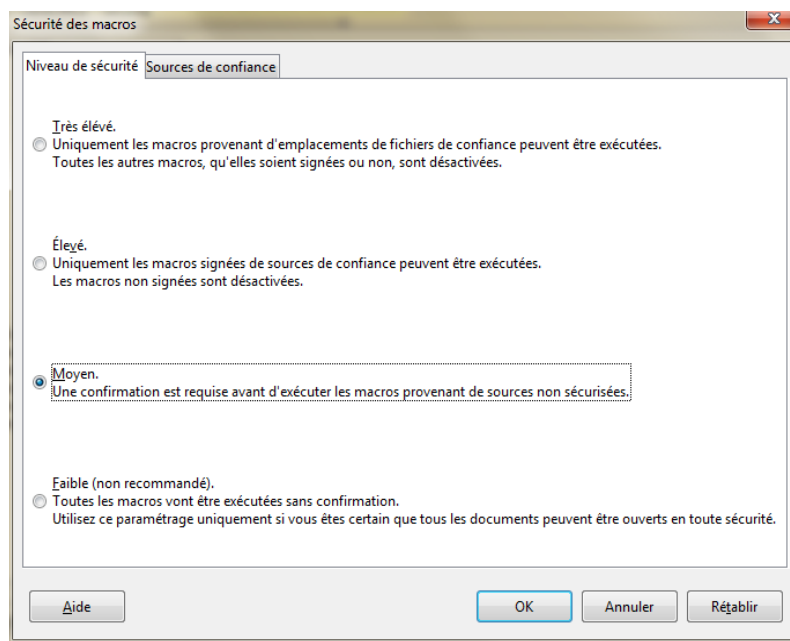 Sécurité des macros
Niveau de sécurité Sources de confiance
Très élévé.
Uniquement les macros provenant d'emplacements de fichiers de confiance peuvent être exécutées.
Toutes les autres macros, qu'elles soient signées ou non, sont désactivées.
Élevé.
Uniquement les macros signées de sources de confiance peuvent être exécutées.
Les macros non signées sont désactivées.
Moyen.
Une confirmation est requise avant d'exécuter les macros provenant de sources non sécurisées.
Faible (non recommandé).
Toutes les macros vont être exécutées sans confirmation.
Utilisez ce paramétrage uniquement si vous êtes certain que tous les documents peuvent être ouverts en toute sécurité.
Aide OK Annuler Rétablir